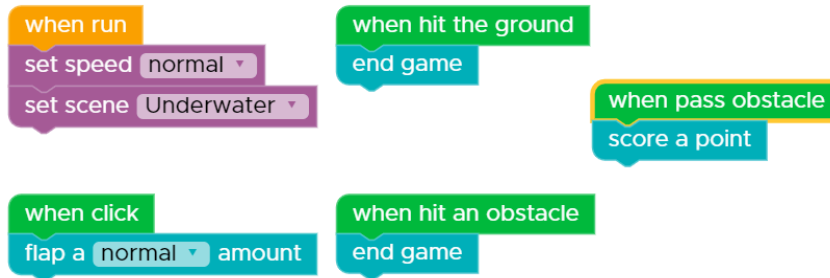 when run
set speed normal
set scene Underwater
when hit the ground
end game
when pass obstacle
score a point
when click
flap a normal amount
when hit an obstacle
end game